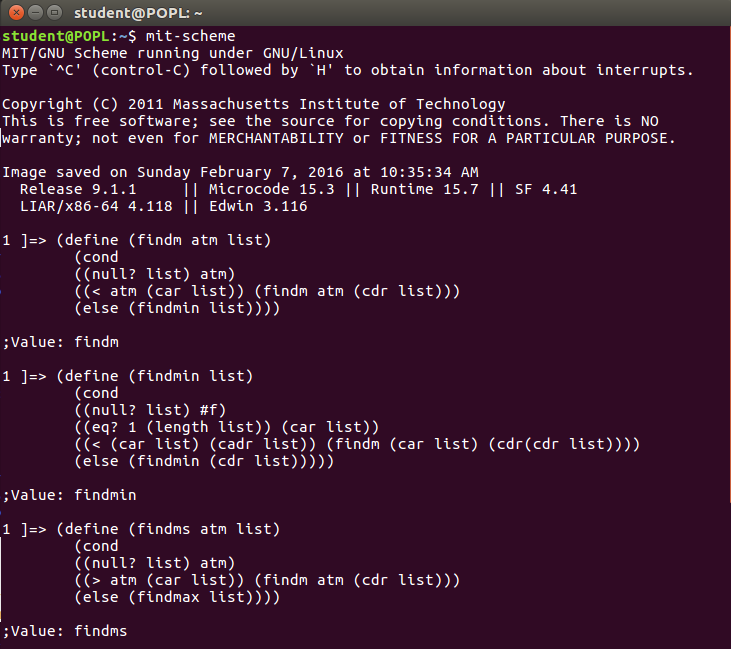 student@POPL: ~
student@POPL:~$ mit-scheme
MIT/GNU Scheme running under GNU/Linux
Type `^C' (control-C) followed by `H' to obtain information about interrupts.
Copyright (C) 2011 Massachusetts Institute of Technology
This is free software; see the source for copying conditions. There is NO
warranty; not even for MERCHANTABILITY or FITNESS FOR A PARTICULAR PURPOSE.
Image saved on Sunday February 7, 2016 at 10:35:34 AM
  Release 9.1.1     || Microcode 15.3 || Runtime 15.7 || SF 4.41
  LIAR/x86-64 4.118 || Edwin 3.116
1 ]=> (define (findm atm list)
        (cond
        ((null? list) atm)
        ((< atm (car list)) (findm atm (cdr list)))
        (else (findmin list))))
;Value: findm
1 ]=> (define (findmin list)
        (cond
        ((null? list) #f)
        ((eq? 1 (length list)) (car list))
        ((< (car list) (cadr list)) (findm (car list) (cdr(cdr list))))
        (else (findmin (cdr list)))))
;Value: findmin
1 ]=> (define (findms atm list)
        (cond
        ((null? list) atm)
        ((> atm (car list)) (findm atm (cdr list)))
        (else (findmax list))))
;Value: findms